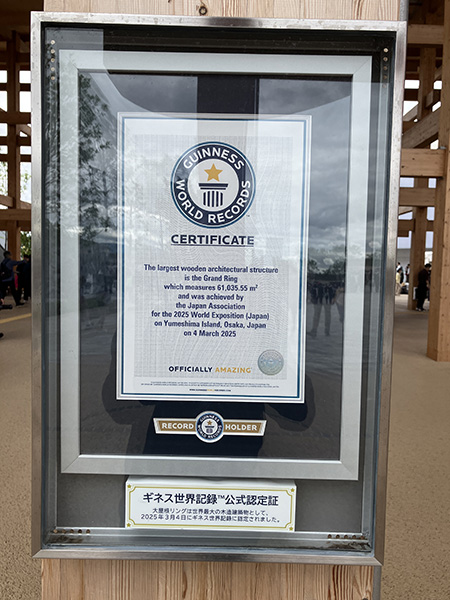 GUINNESS
WORLD
RECORDS
CERTIFICATE
The largest wooden architectural structure
is the Grand Ring
which measures 61,035.55 m²
and was achieved by
the Japan Association
for the 2025 World Exposition (Japan)
on Yumeshima Island, Osaka, Japan
on 4 March 2025
OFFICIALLY AMAZING
RECORD HOLDER
ギネス世界記録™公式認定証
大屋根リングは世界最大の木造建築物として、
2025年3月4日にギネス世界記録に認定されました。